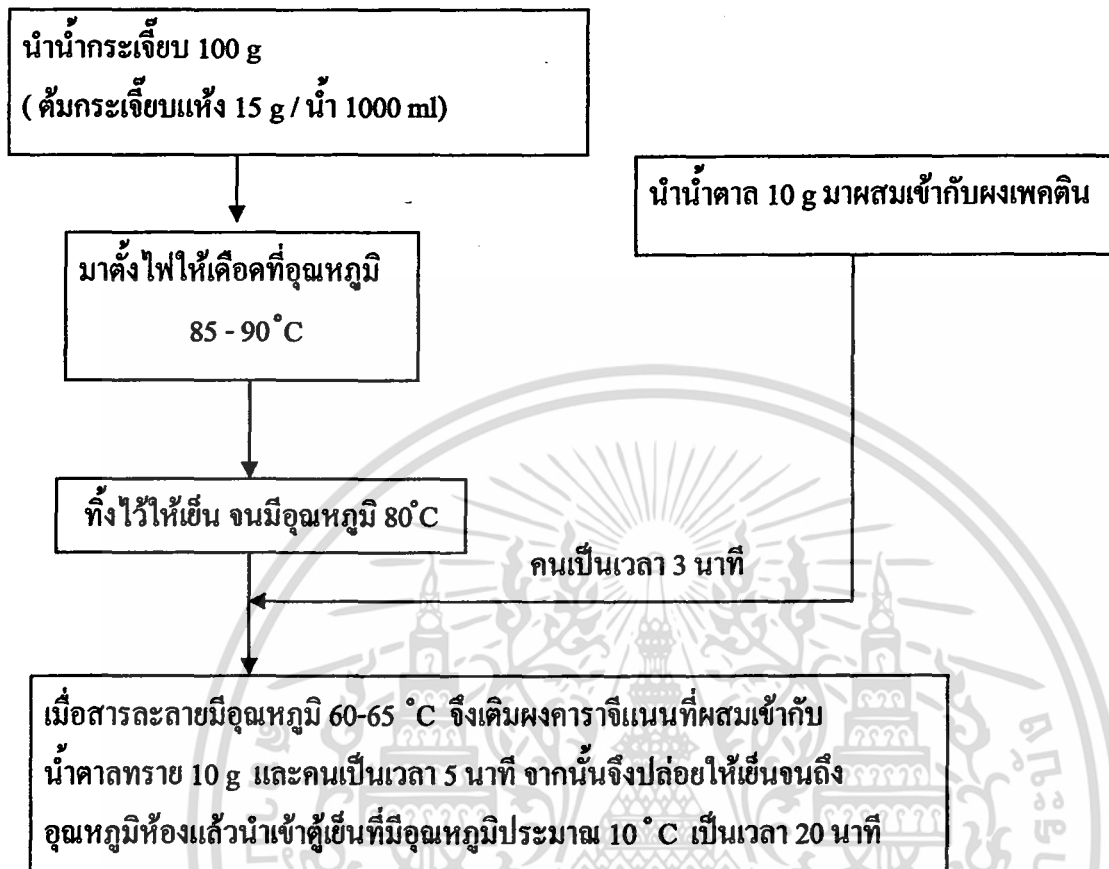 นำน้ำกระเจี๊ยบ 100 g
( ต้มกระเจี๊ยบแห้ง 15 g / น้ำ 1000 ml)
นำน้ำตาล 10 g มาผสมเข้ากับผงเพคติน
มาตั้งไฟให้เดือดที่อุณหภูมิ
85 - 90 °C
ทิ้งไว้ให้เย็น จนมีอุณหภูมิ 80°C
คนเป็นเวลา 3 นาที
เมื่อสารละลายมีอุณหภูมิ 60-65 °C จึงเติมผงคาราจีแนนที่ผสมเข้ากับ
น้ำตาลทราย 10 g และคนเป็นเวลา 5 นาที จากนั้นจึงปล่อยให้เย็นจนถึง
อุณหภูมิห้องแล้วนำเข้าตู้เย็นที่มีอุณหภูมิประมาณ 10 °C เป็นเวลา 20 นาที